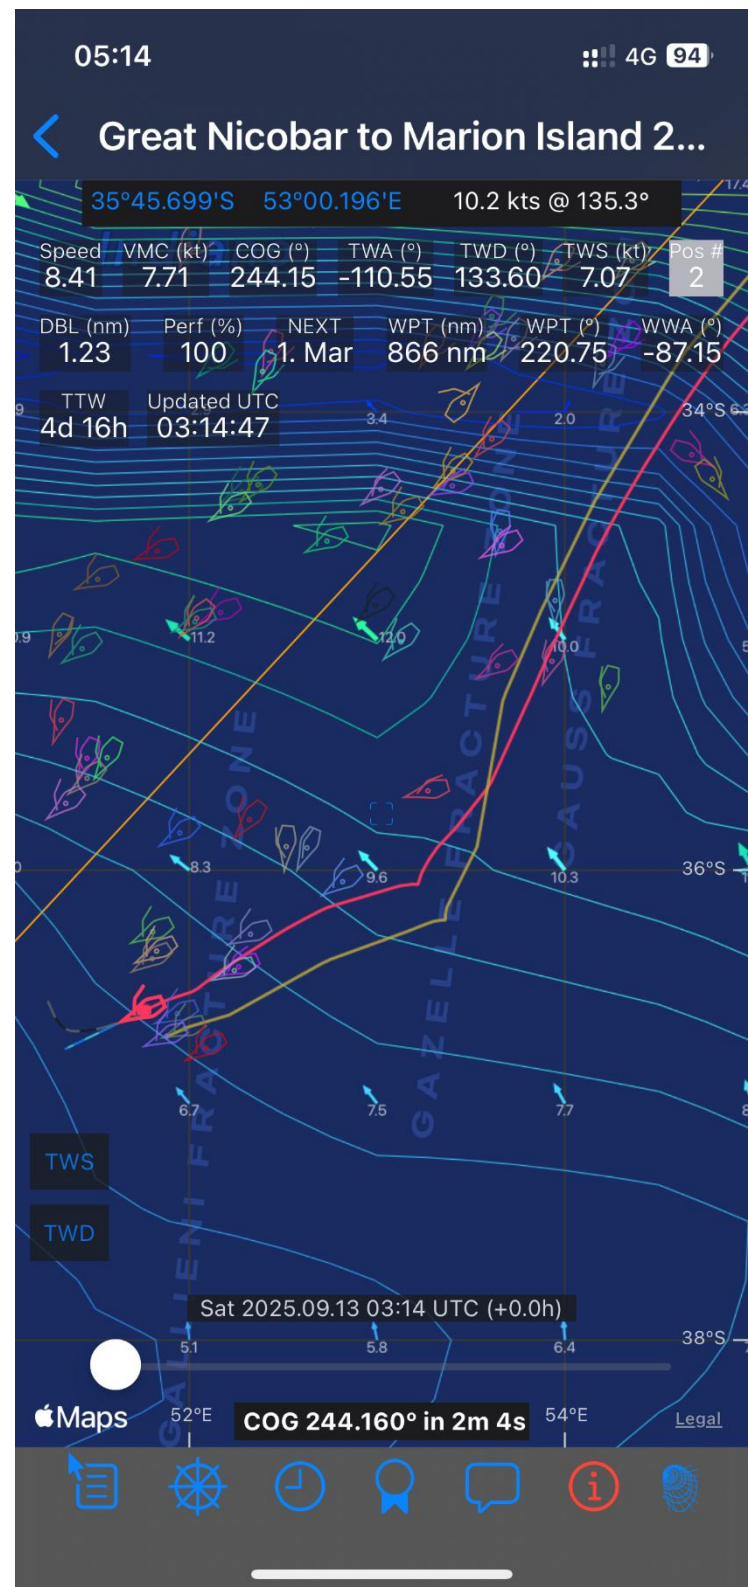 05:14
4G 94
Great Nicobar to Marion Island 2...
35°45.699'S 53°00.196'E 10.2 kts @ 135.3°
Speed VMC (kt) COG (°) TWA (°) TWD (°) TWS (kt) Pos #
8.41 7.71 244.15 -110.55 133.60 7.07 2
DBL (nm) Perf (%) NEXT WPT (nm) WPT (°) WWA (°)
1.23 100 1. Mar 866 nm 220.75 -87.15
TTW Updated UTC
4d 16h 03:14:47
2.9 3.4 2.0 34°S 6.3
11.2 12.0 10.0
8.3 9.6 10.3 36°S
6.7 7.5 7.7
TWS
TWD
Sat 2025.09.13 03:14 UTC (+0.0h)
5.1 5.8 6.4 38°S
Maps 52°E COG 244.160° in 2m 4s 54°E Legal
GALLIENI FRACTURE ZONE
GAZELLE FRACTURE ZONE
GAUSS FRACTURE ZONE